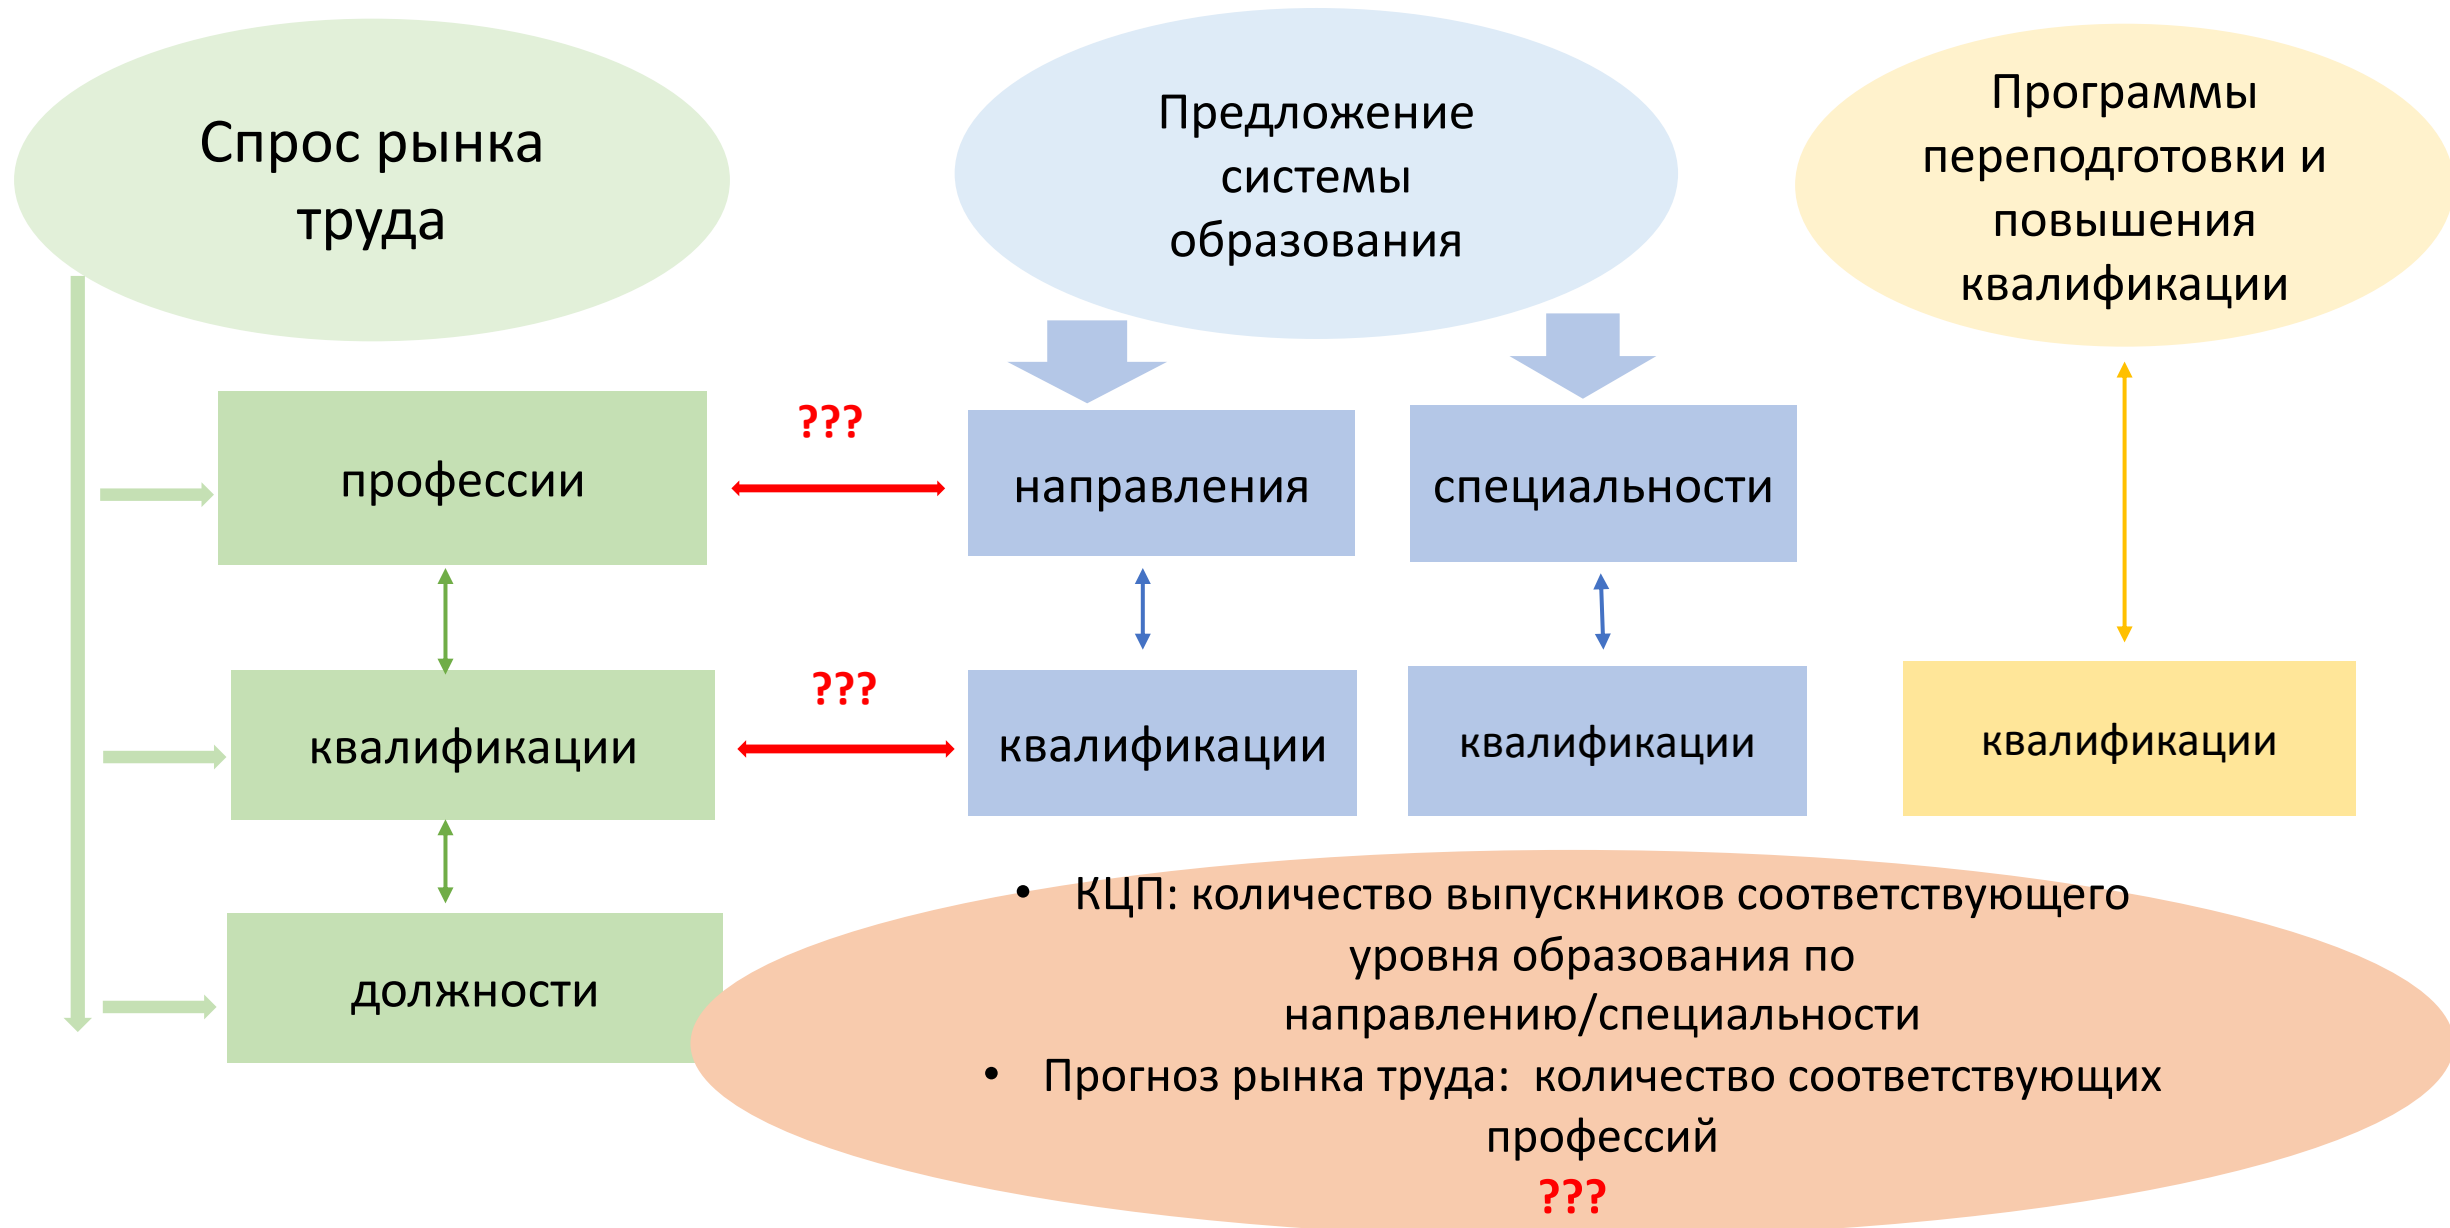 Спрос рынка
труда
Предложение
системы
образования
Программы
переподготовки и
повышения
квалификации
профессии
???
направления
специальности
квалификации
???
квалификации
квалификации
квалификации
должности
• КЦП: количество выпускников соответствующего
уровня образования по
направлению/специальности
• Прогноз рынка труда: количество соответствующих
профессий
???